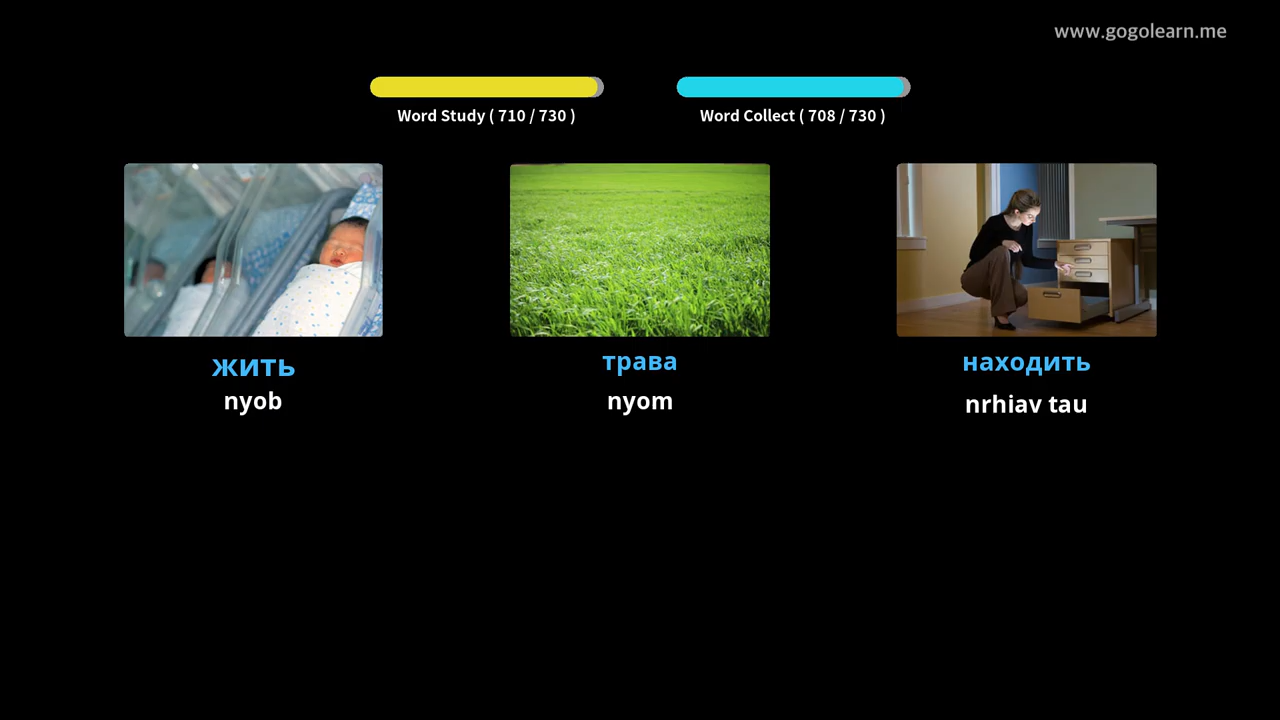 www.gogolearn.me
Word Study ( 710 / 730 )
Word Collect ( 708 / 730 )
жить
трава
находить
nyob
nyom
nrhiav tau